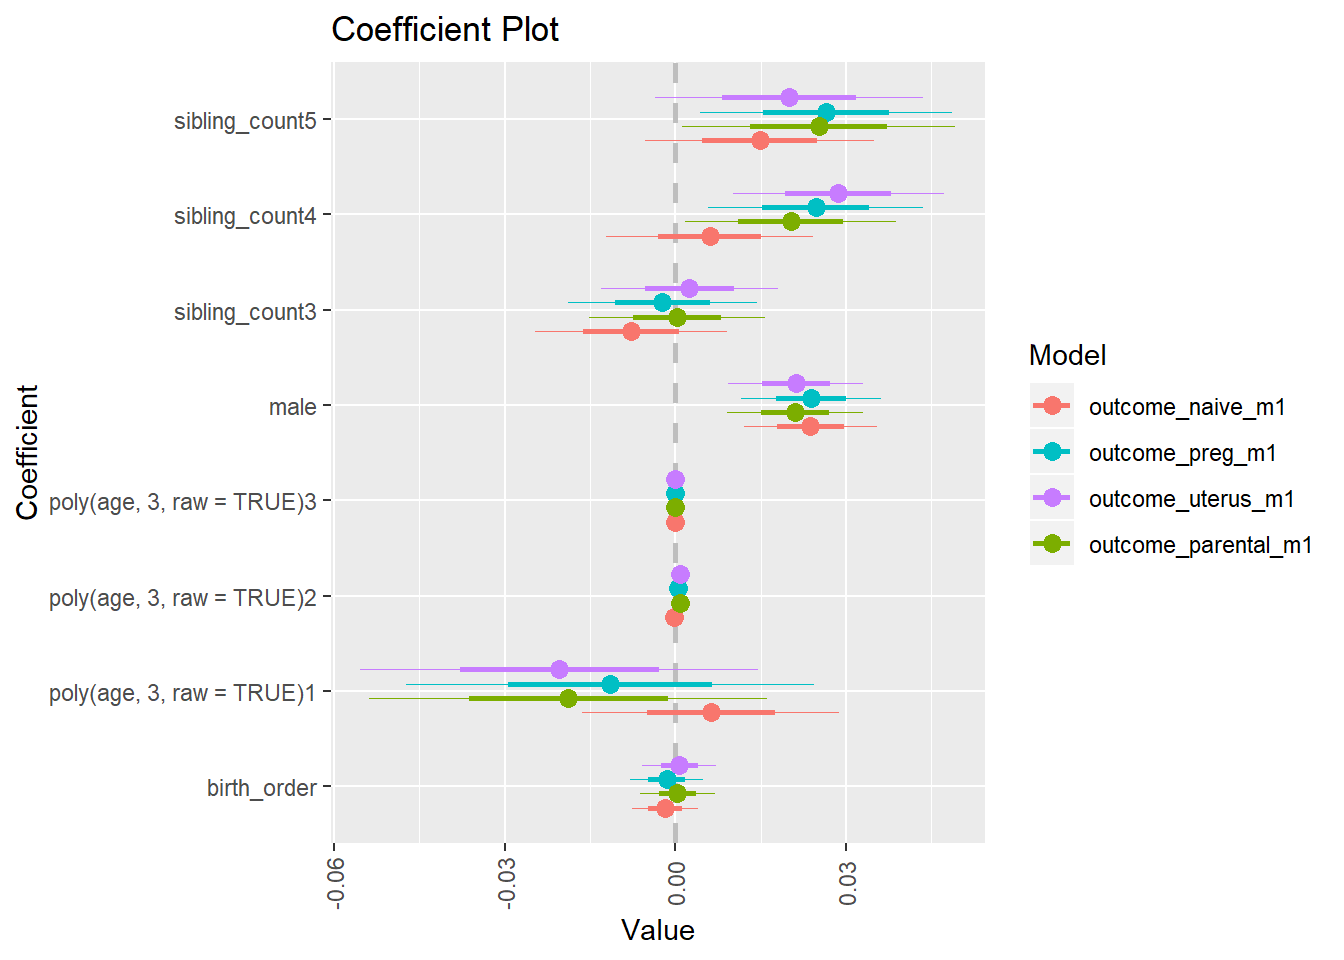 Coefficient Plot
sibling_count5
sibling_count4
sibling_count3
male
poly(age, 3, raw = TRUE)3
poly(age, 3, raw = TRUE)2
poly(age, 3, raw = TRUE)1
birth_order
Coefficient
-0.06
-0.03
0.00
0.03
Value
Model
outcome_naive_m1
outcome_preg_m1
outcome_uterus_m1
outcome_parental_m1